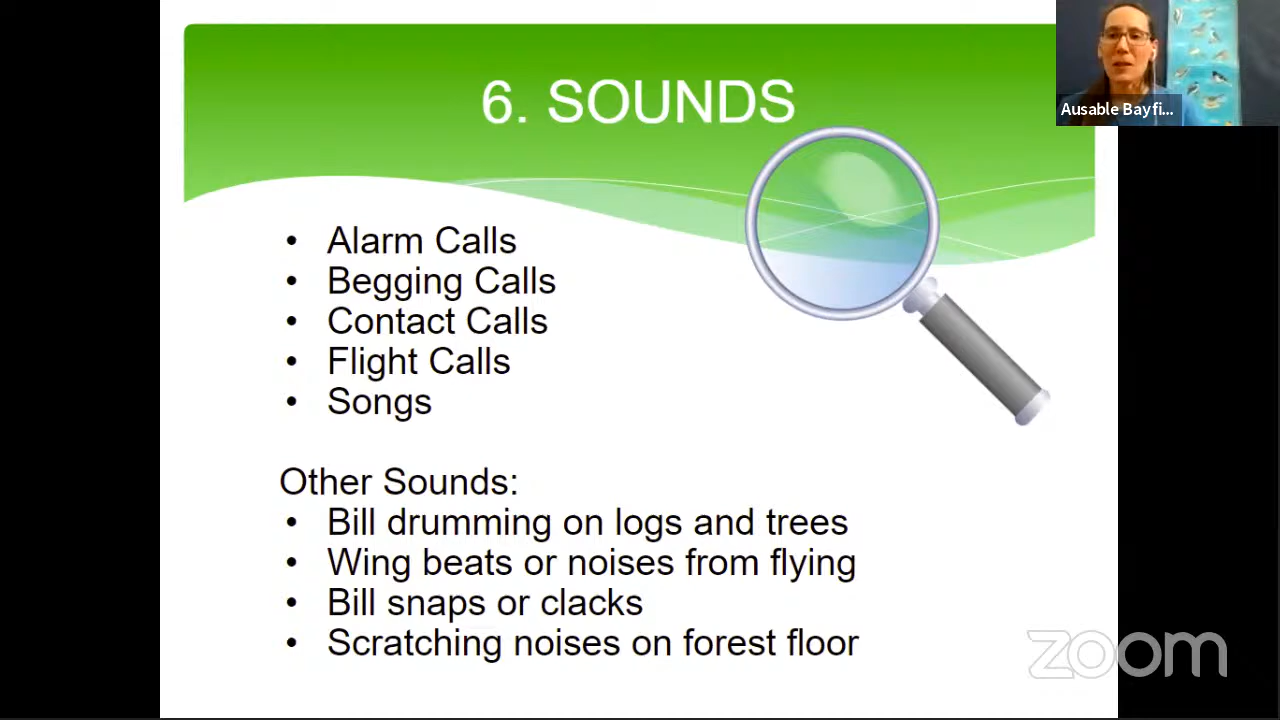 6. SOUNDS
Ausable Bayfi...
• Alarm Calls
• Begging Calls
• Contact Calls
• Flight Calls
• Songs
Other Sounds:
• Bill drumming on logs and trees
• Wing beats or noises from flying
• Bill snaps or clacks
• Scratching noises on forest floor
zoom